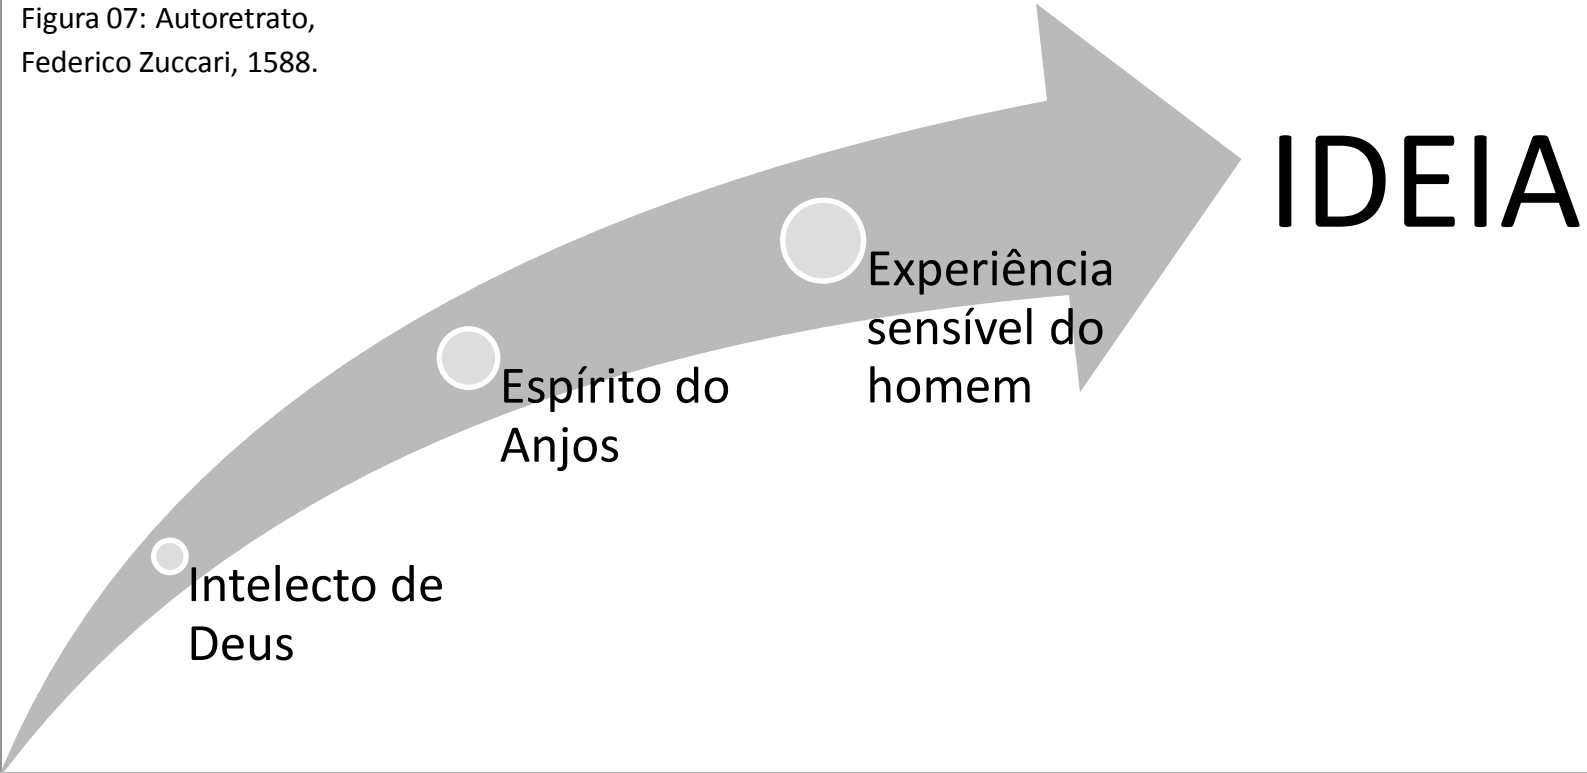 Figura 07: Autoretrato,
Federico Zuccari, 1588.
IDEIA
Experiência
sensível do
homem
Espírito do
Anjos
Intelecto de
Deus